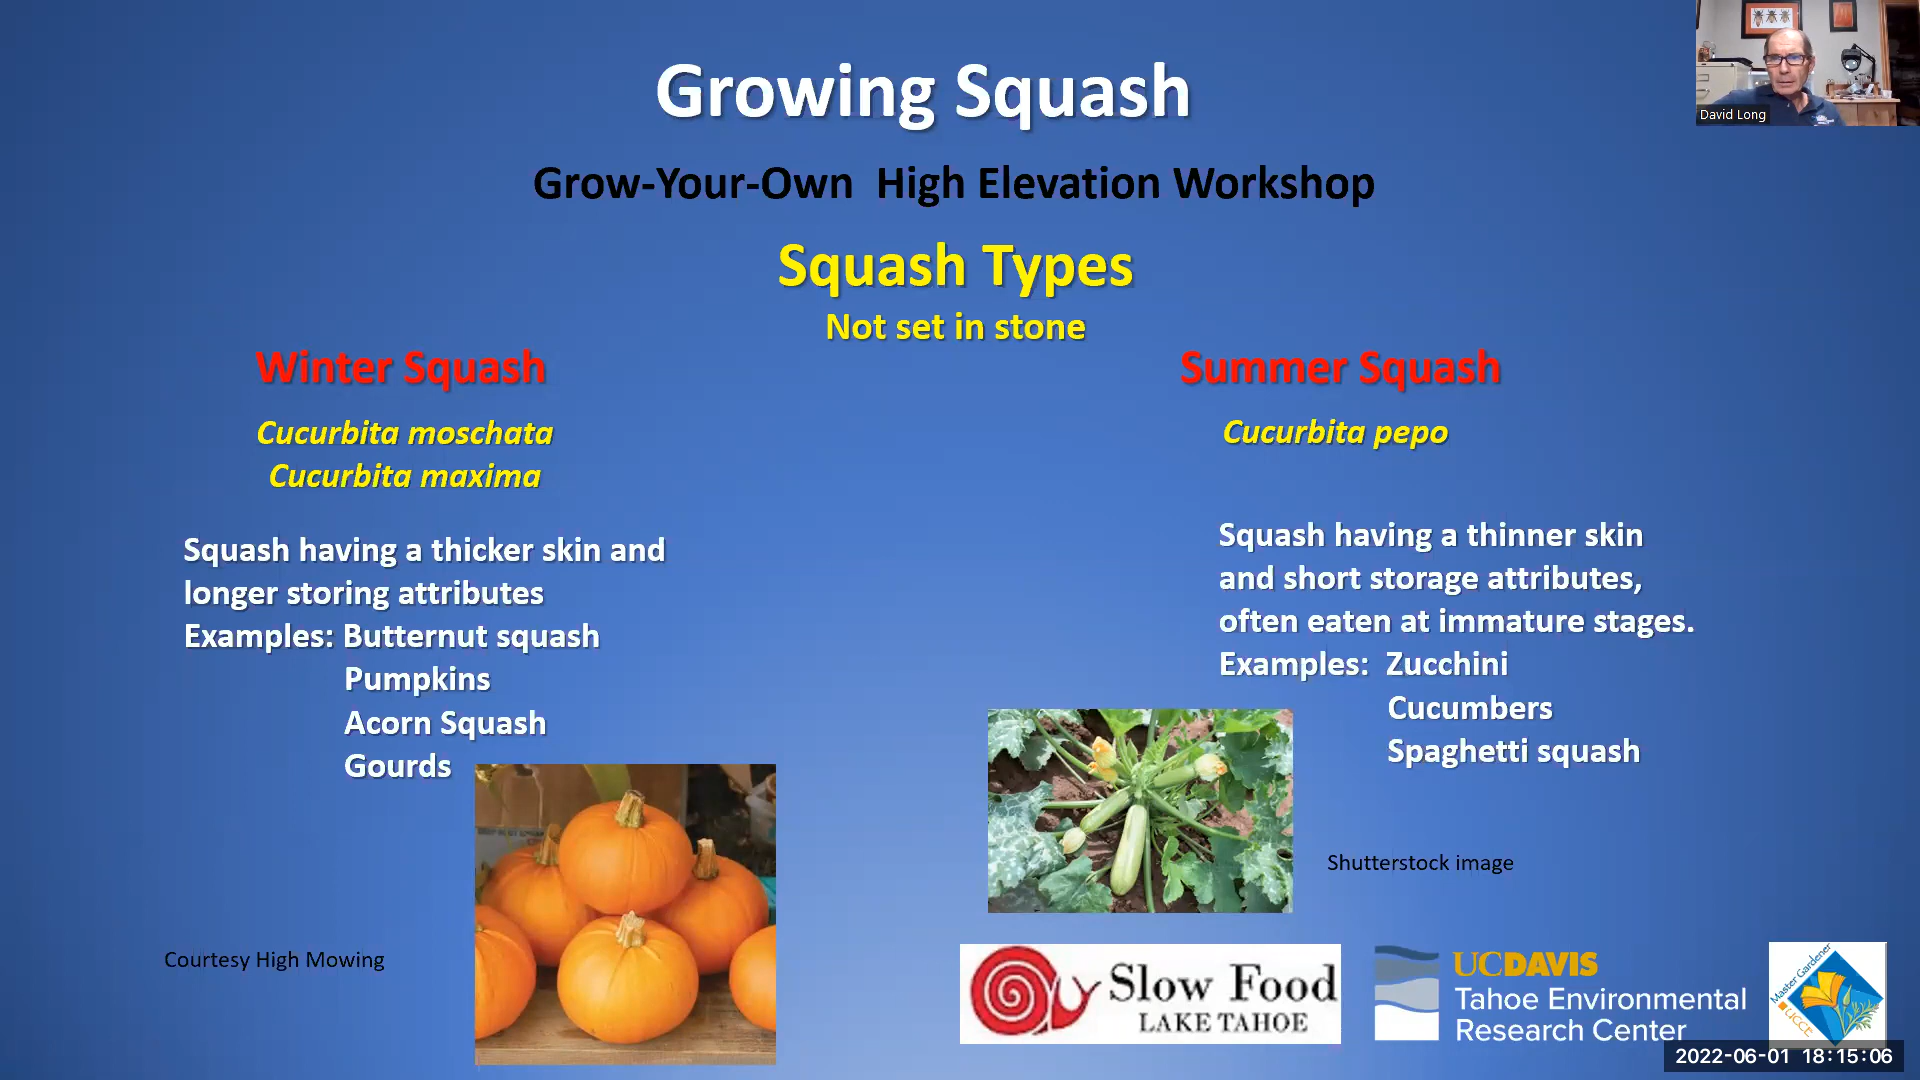 Growing Squash
David Long
Grow-Your-Own High Elevation Workshop
Squash Types
Not set in stone
Winter Squash
Cucurbita moschata
Cucurbita maxima
Squash having a thicker skin and
longer storing attributes
Examples: Butternut squash
Pumpkins
Acorn Squash
Gourds
Courtesy High Mowing
Summer Squash
Cucurbita pepo
Squash having a thinner skin
and short storage attributes,
often eaten at immature stages.
Examples: Zucchini
Cucumbers
Spaghetti squash
Shutterstock image
Slow Food
LAKE TAHOE
UCDAVIS
Tahoe Environmental
Research Center
Master Gardener
UCCE
2022-06-01 18:15:06